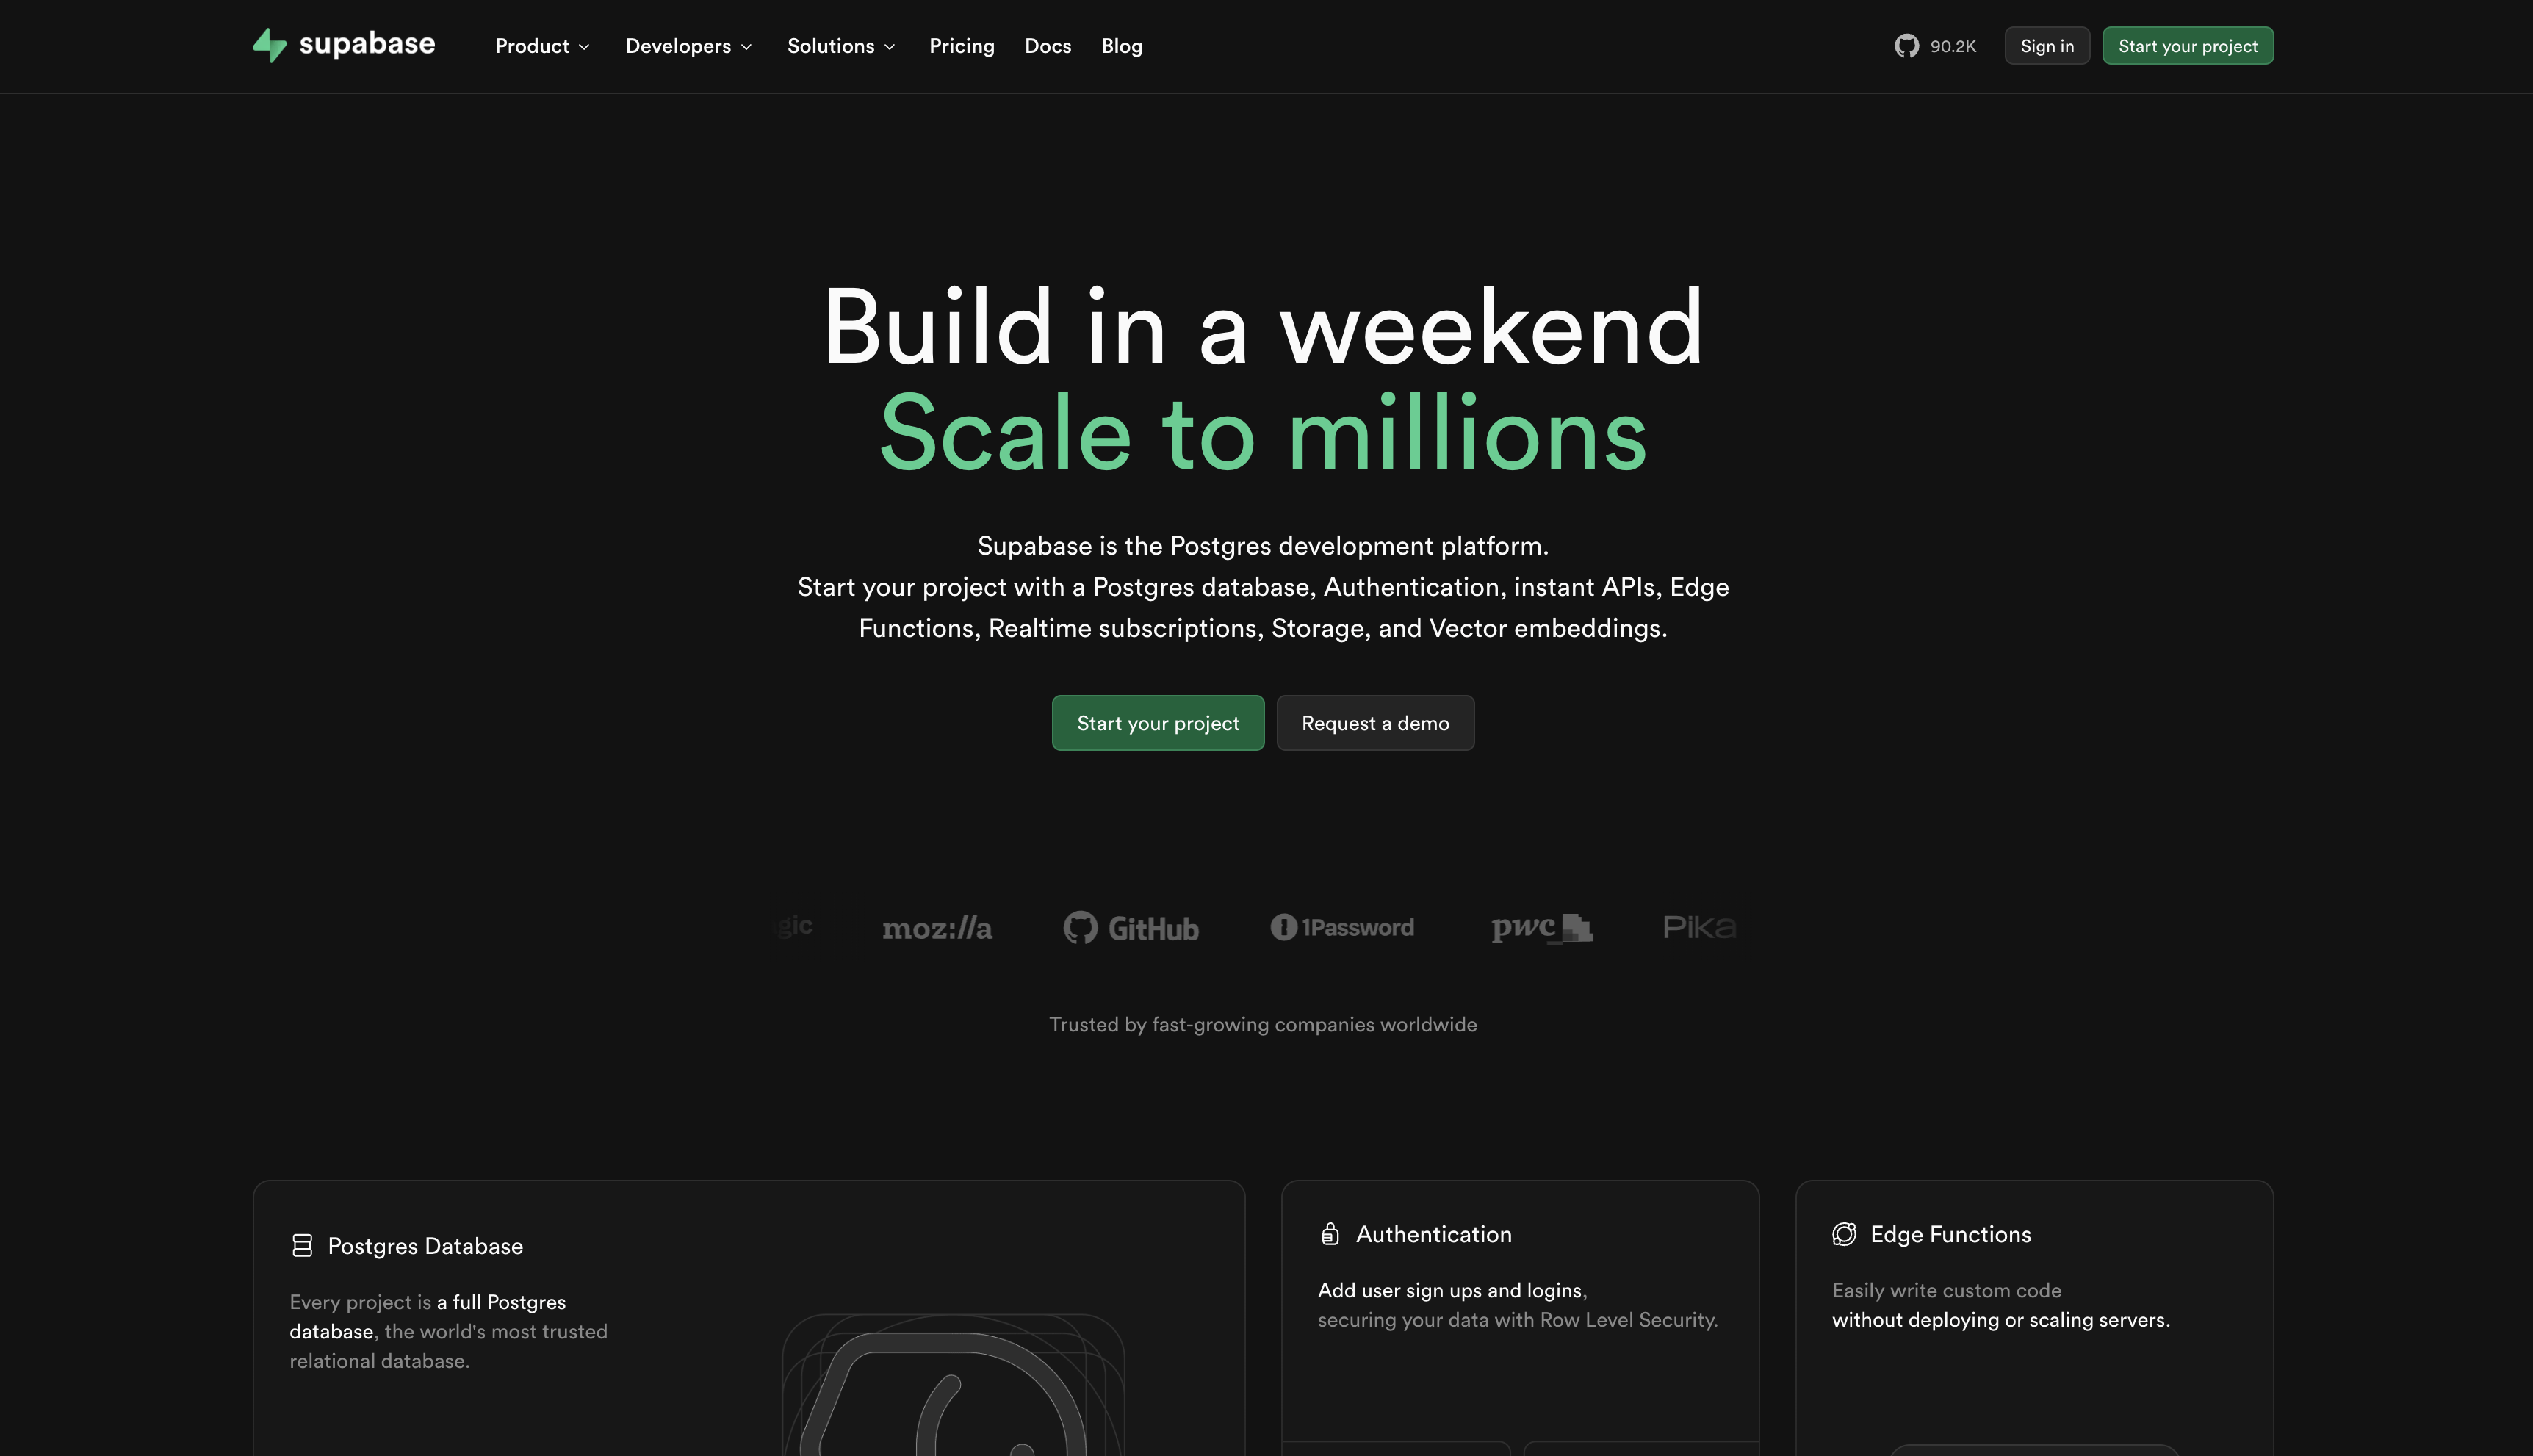 supabase
Product
Developers
Solutions
Pricing
Docs
Blog
90.2K
Sign in
Start your project
Build in a weekend
Scale to millions
Supabase is the Postgres development platform.
Start your project with a Postgres database, Authentication, instant APIs, Edge
Functions, Realtime subscriptions, Storage, and Vector embeddings.
Start your project
Request a demo
gic
moz://a
GitHub
1Password
pwc
Pika
Trusted by fast-growing companies worldwide
Postgres Database
Every project is a full Postgres
database, the world's most trusted
relational database.
Authentication
Add user sign ups and logins,
securing your data with Row Level Security.
Edge Functions
Easily write custom code
without deploying or scaling servers.